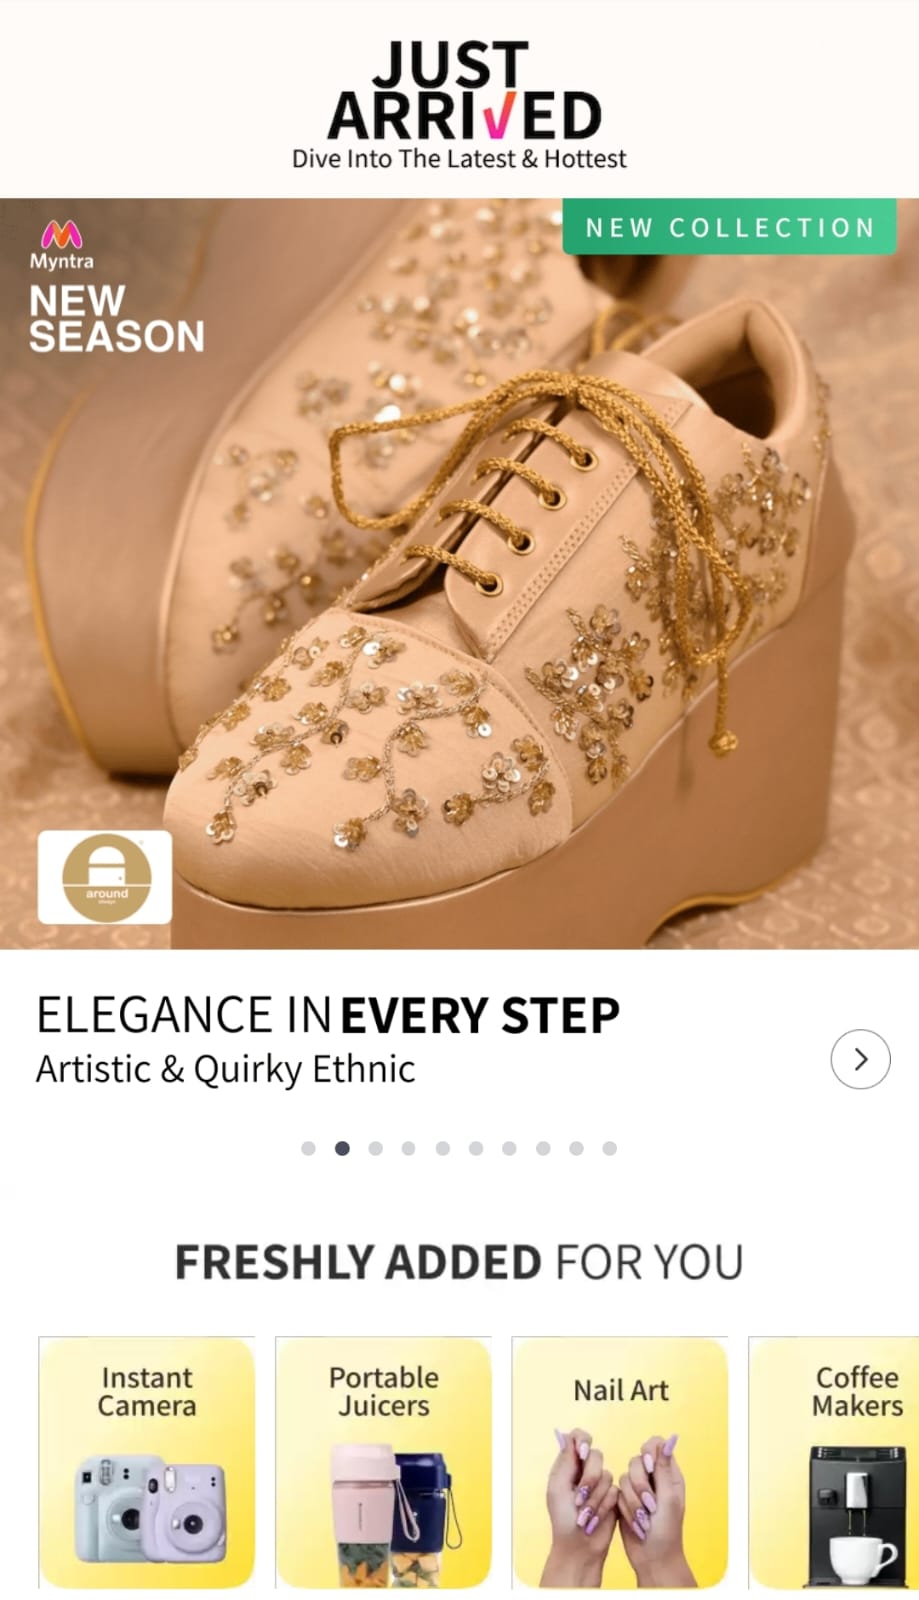 JUST
ARRIVED
Dive Into The Latest & Hottest
NEW COLLECTION
Myntra
NEW
SEASON
around
always
ELEGANCE IN EVERY STEP
Artistic & Quirky Ethnic
FRESHLY ADDED FOR YOU
Instant
Camera
Portable
Juicers
Nail Art
Coffee
Makers